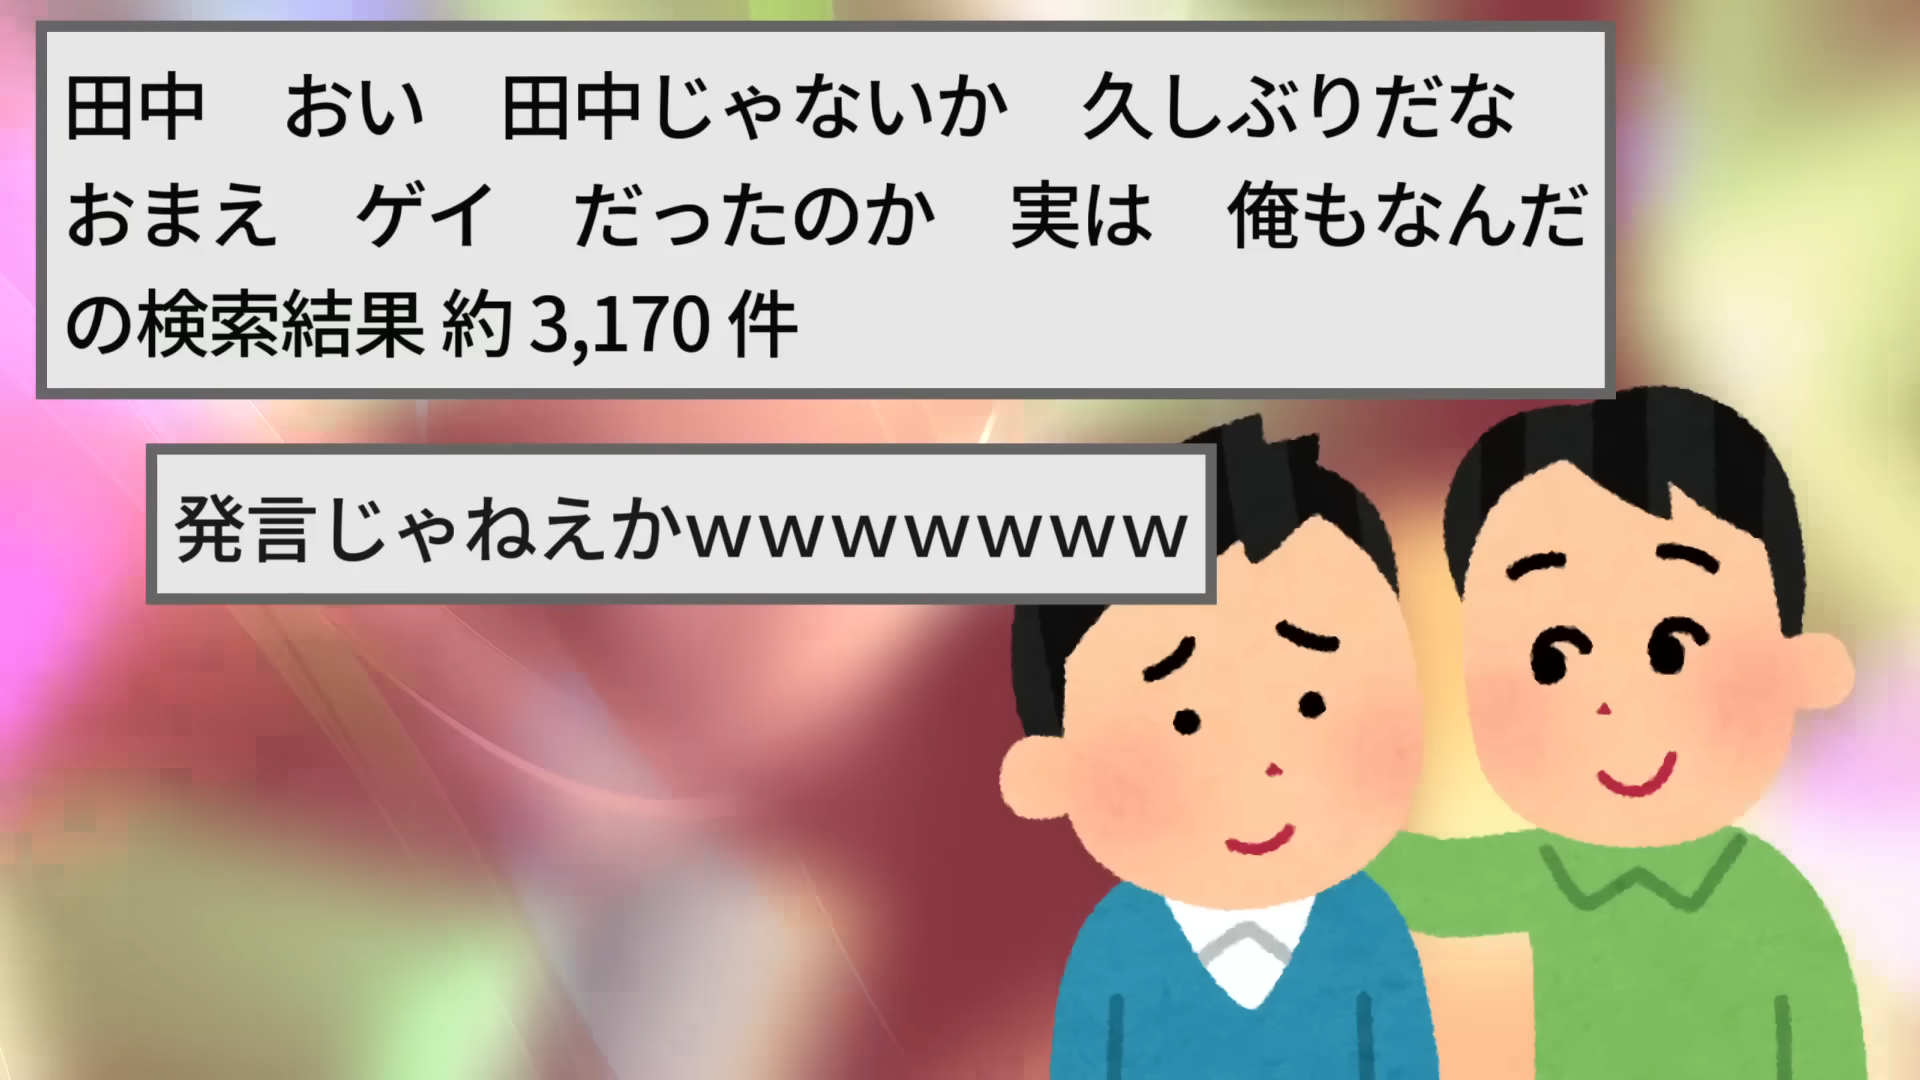 田中　おい　田中じゃないか　久しぶりだな
おまえ　ゲイ　だったのか　実は　俺もなんだ
の検索結果 約 3,170 件
発言じゃねえかｗｗｗｗｗｗｗ